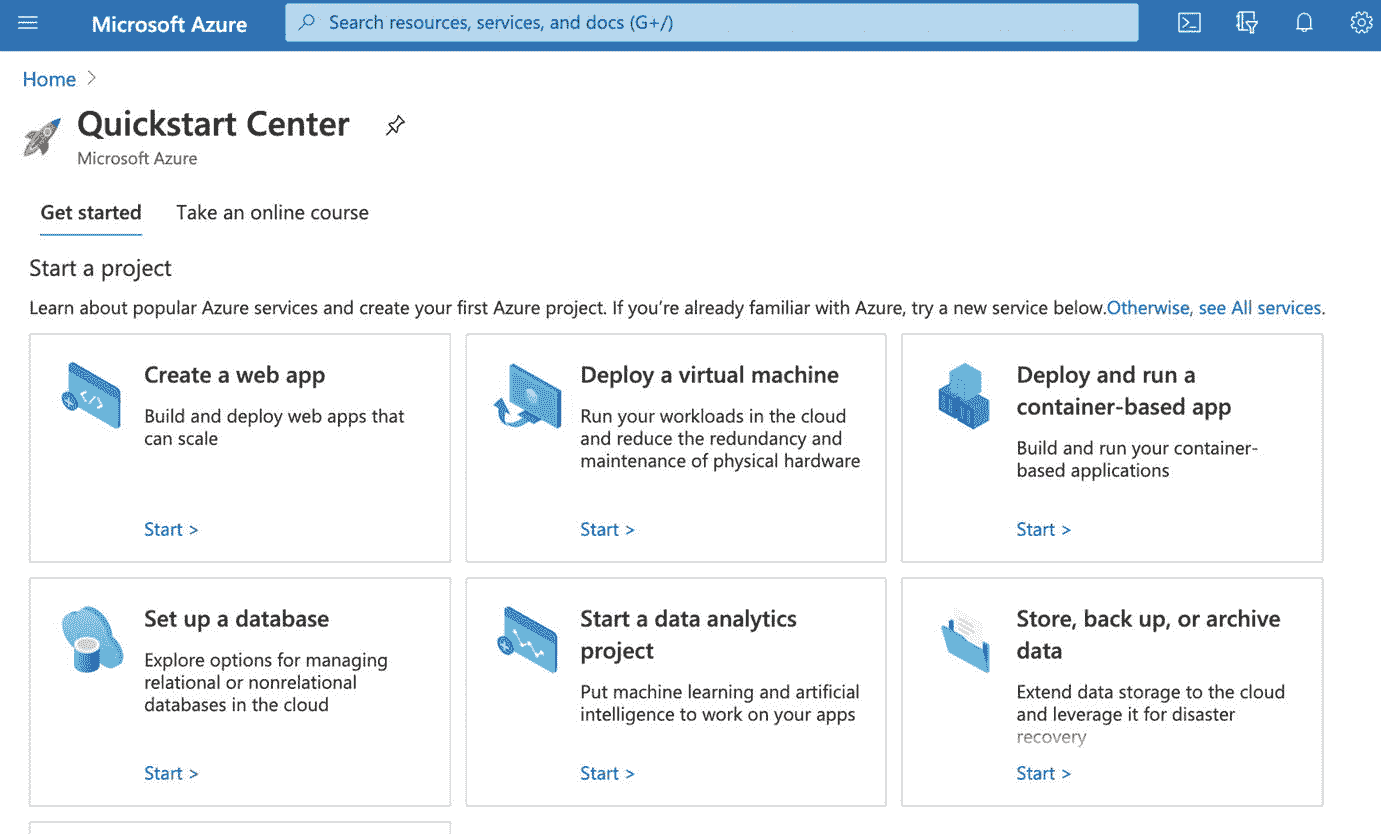 Microsoft Azure
Search resources, services, and docs (G+/)
Home >
Quickstart Center
Microsoft Azure
Get started
Take an online course
Start a project
Learn about popular Azure services and create your first Azure project. If you’re already familiar with Azure, try a new service below.Otherwise, see All services.
Create a web app
Build and deploy web apps that
can scale
Start >
Deploy a virtual machine
Run your workloads in the cloud
and reduce the redundancy and
maintenance of physical hardware
Start >
Deploy and run a
container-based app
Build and run your container-
based applications
Start >
Set up a database
Explore options for managing
relational or nonrelational
databases in the cloud
Start >
Start a data analytics
project
Put machine learning and artificial
intelligence to work on your apps
Start >
Store, back up, or archive
data
Extend data storage to the cloud
and leverage it for disaster
recovery
Start >